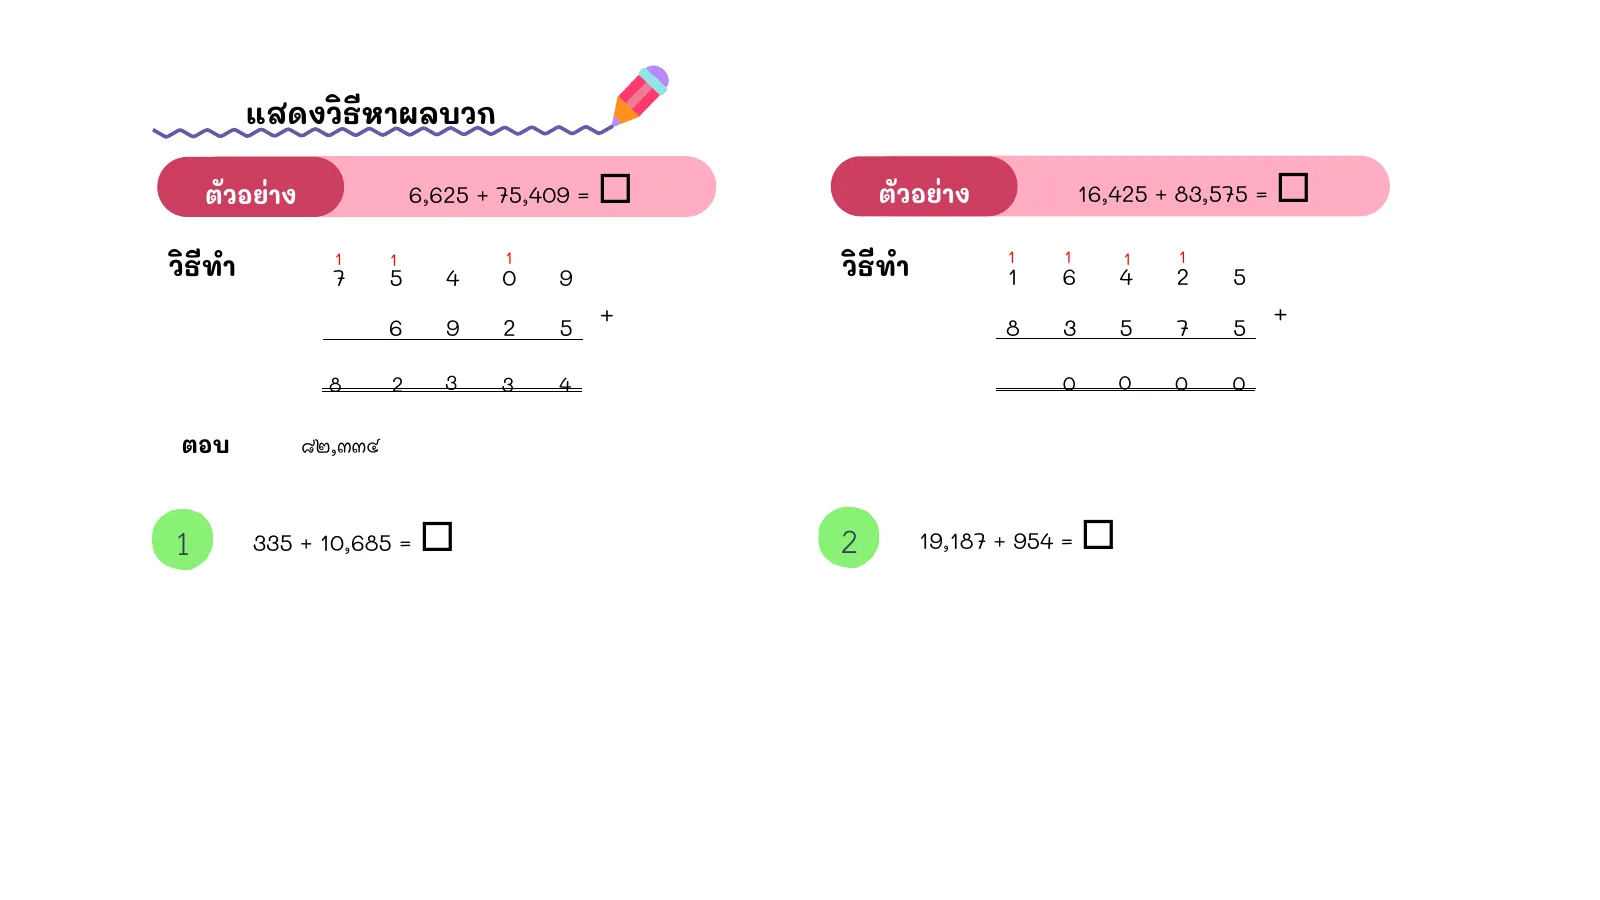 แสดงวิธีหาผลบวก
ตัวอย่าง 6,625 + 75,409 = □
วิธีทำ
1 1 1
7 5 4 0 9
+
6 9 2 5
8 2 3 3 4
ตอบ ๘๒,๓๓๔
ตัวอย่าง 16,425 + 83,575 = □
วิธีทำ
1 1 1 1
1 6 4 2 5
+
8 3 5 7 5
0 0 0 0
1 335 + 10,685 = □
2 19,187 + 954 = □